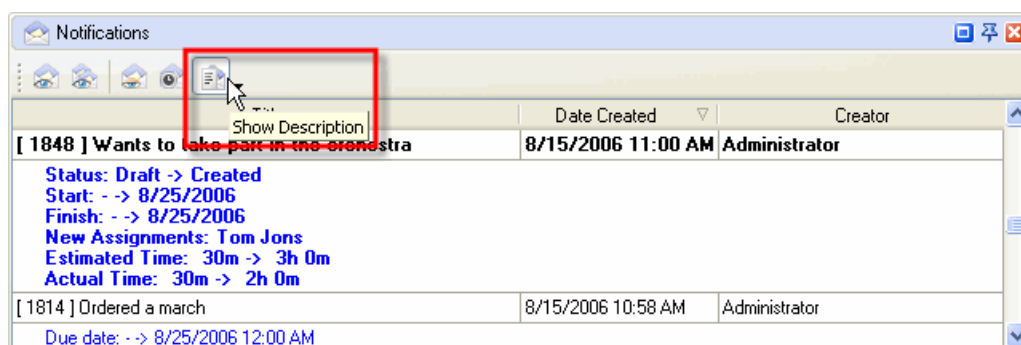 Notifications
Show Description
Date Created
Creator
[ 1848 ] Wants to take part in the orchestra 8/15/2006 11:00 AM Administrator
Status: Draft -> Created
Start: - -> 8/25/2006
Finish: - -> 8/25/2006
New Assignments: Tom Jons
Estimated Time: 30m -> 3h 0m
Actual Time: 30m -> 2h 0m
[ 1814 ] Ordered a march 8/15/2006 10:58 AM Administrator
Due date: - -> 8/25/2006 12:00 AM